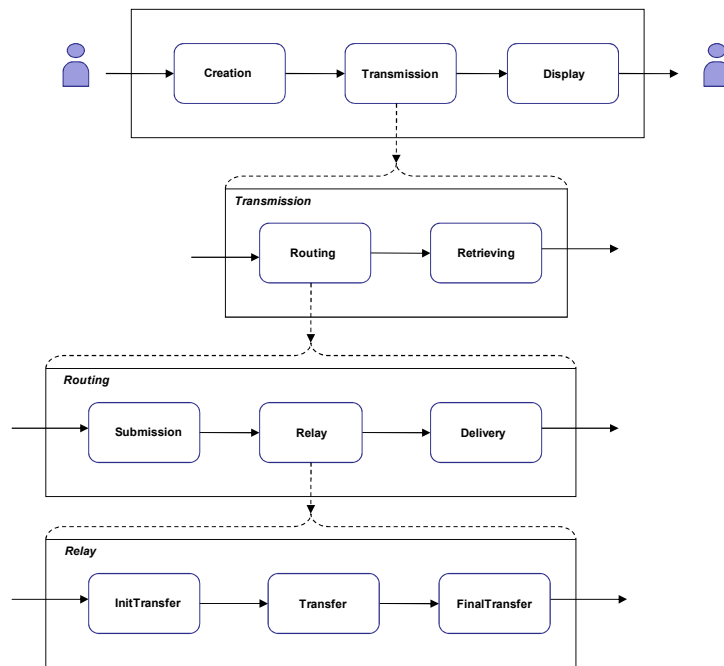 Creation
Transmission
Display
Transmission
Routing
Retrieving
Routing
Submission
Relay
Delivery
Relay
InitTransfer
Transfer
FinalTransfer